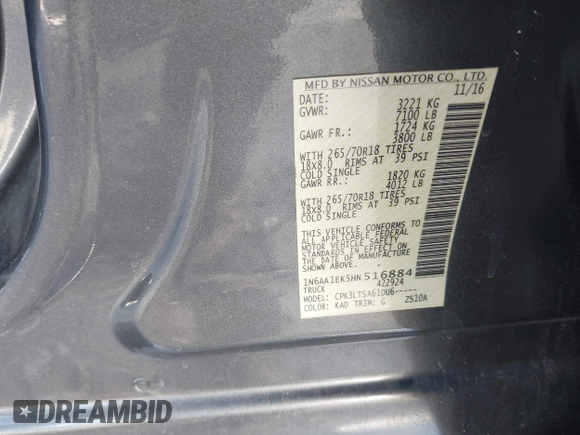 MFD BY NISSAN MOTOR CO., LTD.
DATE: 11/16
GVWR: 3221 KG
7100 LB
GAWR FR.: 1724 KG
3800 LB
WITH 265/70R18 TIRES
18X8.0 RIMS AT 39 PSI
COLD SINGLE
GAWR RR.: 1820 KG
4012 LB
WITH 265/70R18 TIRES
18X8.0 RIMS AT 39 PSI
COLD SINGLE
THIS VEHICLE CONFORMS TO
ALL APPLICABLE FEDERAL
MOTOR VEHICLE SAFETY
STANDARDS IN EFFECT ON
THE DATE OF MANUFACTURE
SHOWN ABOVE.
1N6AA1EK5HN516884
TRUCK 422924
MODEL: CPK3LTSA61DU6-----
COLOR: KAD TRIM: G ZS10A
DREAMBID